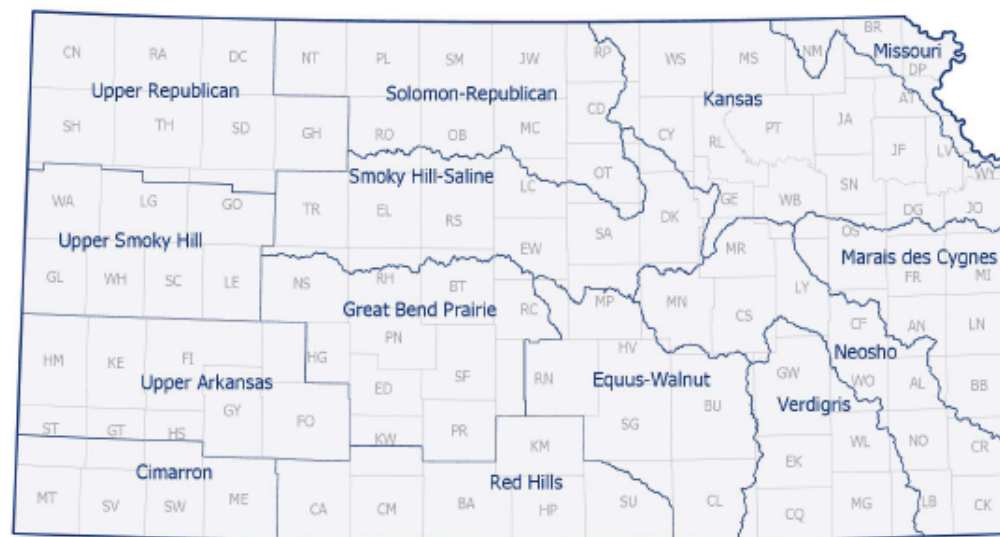 CN RA DC NT PL SM JW RP WS MS NM BR
Missouri
DP
Upper Republican
Solomon-Republican
Kansas
AT
SH TH SD GH RO OB MC CD CY RL PT JA JF LV
Smoky Hill-Saline
OT
WY
WA LG GO TR EL RS LC SA DK GE WB SN DG JO
Upper Smoky Hill
EW MR OS
Marais des Cygnes
GL WH SC LE NS RH BT RC MP MN CS LY FR MI
Great Bend Prairie
CF AN LN
HM KE FI HG PN HV
Neosho
Upper Arkansas
ED SF RN
Equus-Walnut
GW WO AL BB
GY FO BU
Verdigris
ST GT HS KW PR SG KM WL NO CR
Cimarron
Red Hills
EK
MT SV SW ME CA CM BA HP SU CL CQ MG LB CK